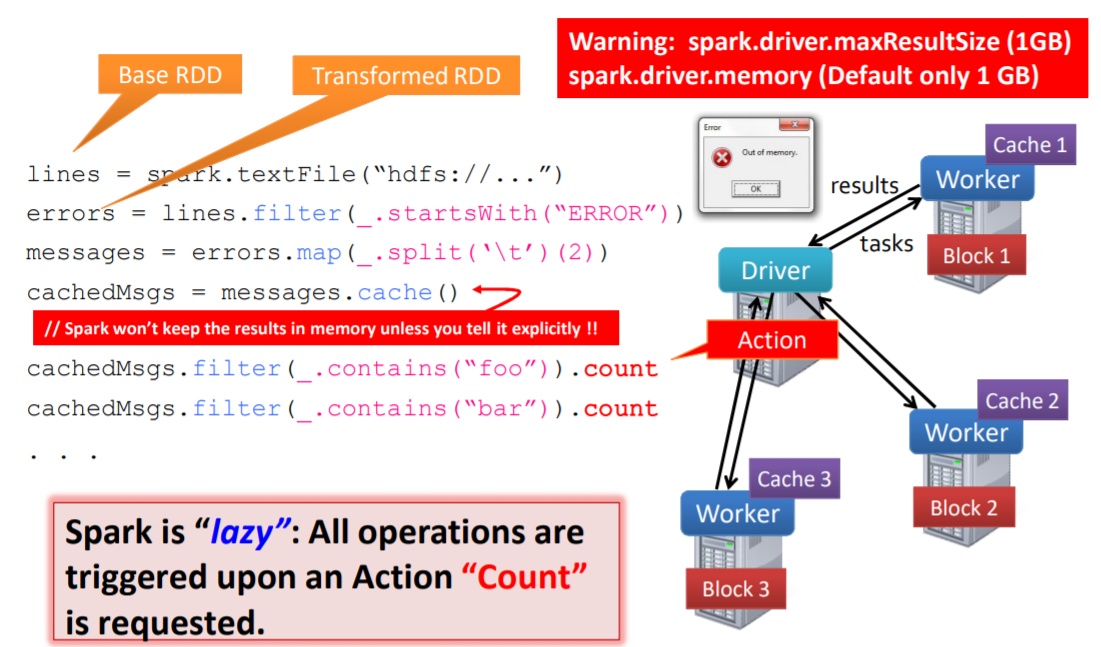 Warning:  spark.driver.maxResultSize (1GB)
spark.driver.memory (Default only 1 GB)
Base RDD
Transformed RDD
lines = spark.textFile(“hdfs://...”)
errors = lines.filter(_.startsWith(“ERROR”))
messages = errors.map(_.split(‘\t’)(2))
cachedMsgs = messages.cache()
// Spark won’t keep the results in memory unless you tell it explicitly !!
cachedMsgs.filter(_.contains(“foo”)).count
cachedMsgs.filter(_.contains(“bar”)).count
. . .
Spark is “lazy”: All operations are
triggered upon an Action “Count”
is requested.
Error
Out of memory.
OK
results
tasks
Cache 1
Worker
Block 1
Driver
Action
Cache 2
Worker
Block 2
Cache 3
Worker
Block 3